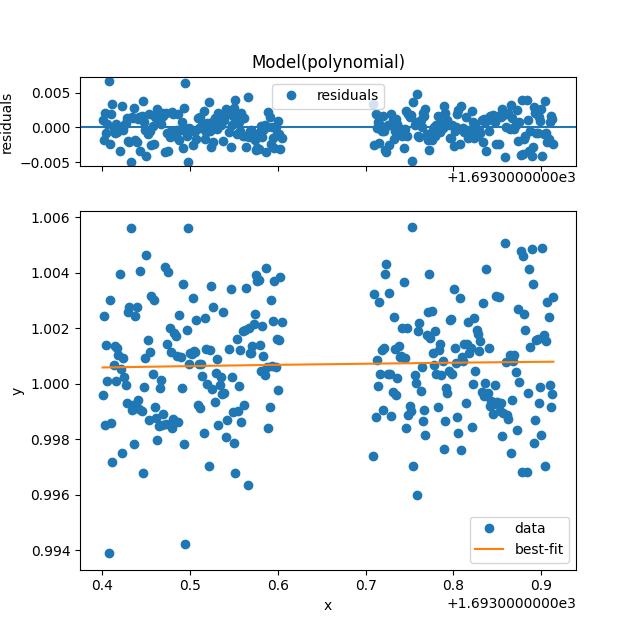 Model(polynomial)
residuals
0.005
0.000
−0.005
residuals
+1.6930000000e3
y
1.006
1.004
1.002
1.000
0.998
0.996
0.994
data
best-fit
0.4 0.5 0.6 0.7 0.8 0.9
x
+1.6930000000e3